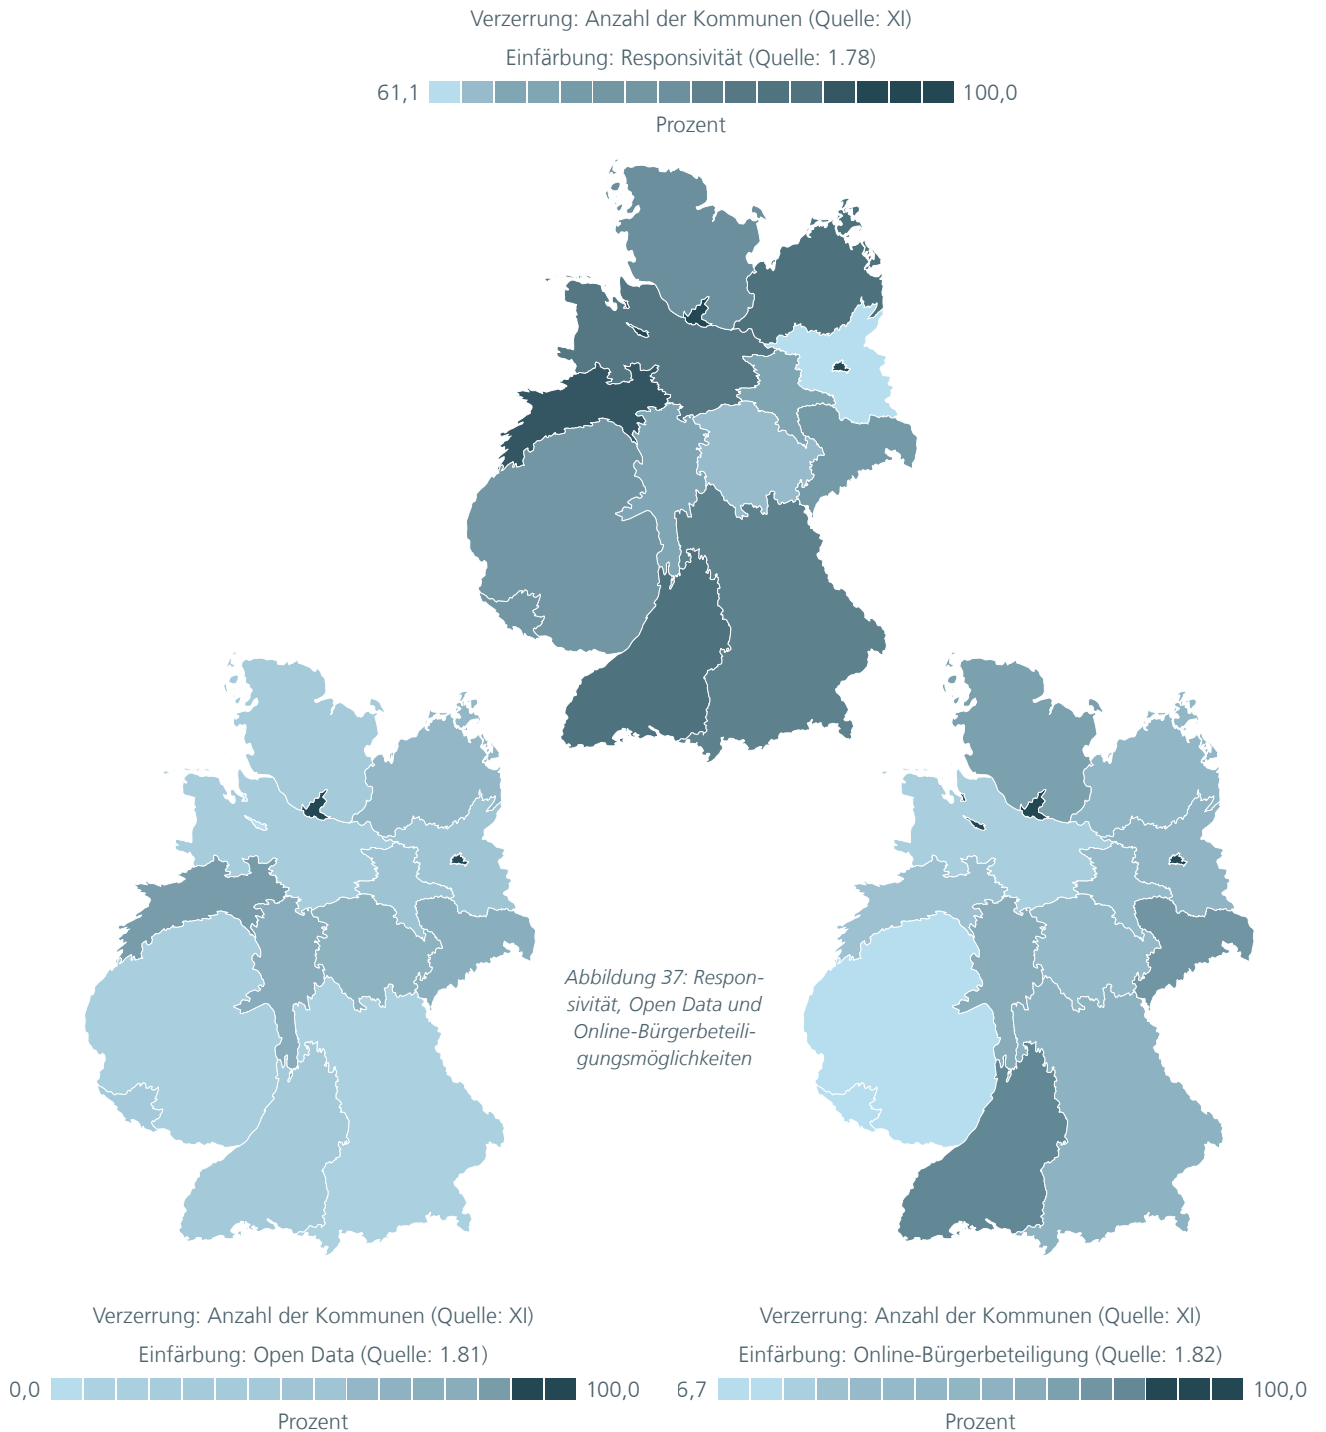 Verzerrung: Anzahl der Kommunen (Quelle: XI)
Einfärbung: Responsivität (Quelle: 1.78)
61,1 100,0
Prozent
Abbildung 37: Respon-
sivität, Open Data und
Online-Bürgerbeteili-
gungsmöglichkeiten
Verzerrung: Anzahl der Kommunen (Quelle: XI)
Einfärbung: Open Data (Quelle: 1.81)
0,0 100,0
Prozent
Verzerrung: Anzahl der Kommunen (Quelle: XI)
Einfärbung: Online-Bürgerbeteiligung (Quelle: 1.82)
6,7 100,0
Prozent